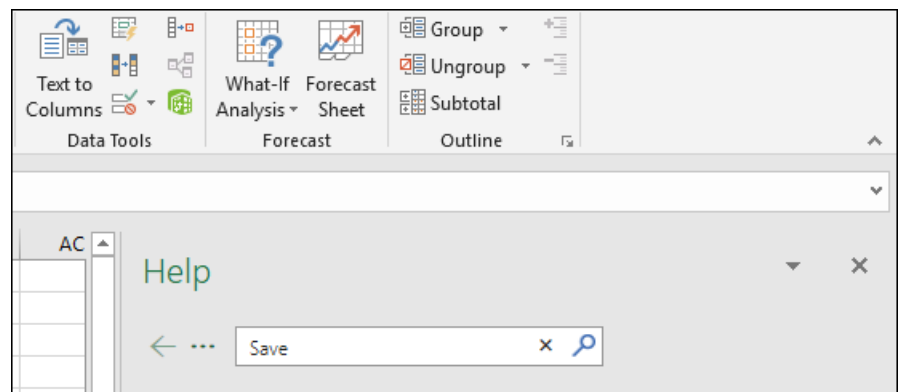 Text to
Columns
What-If
Analysis
Forecast
Sheet
Group
Ungroup
Subtotal
Data Tools
Forecast
Outline
AC
Help
Save